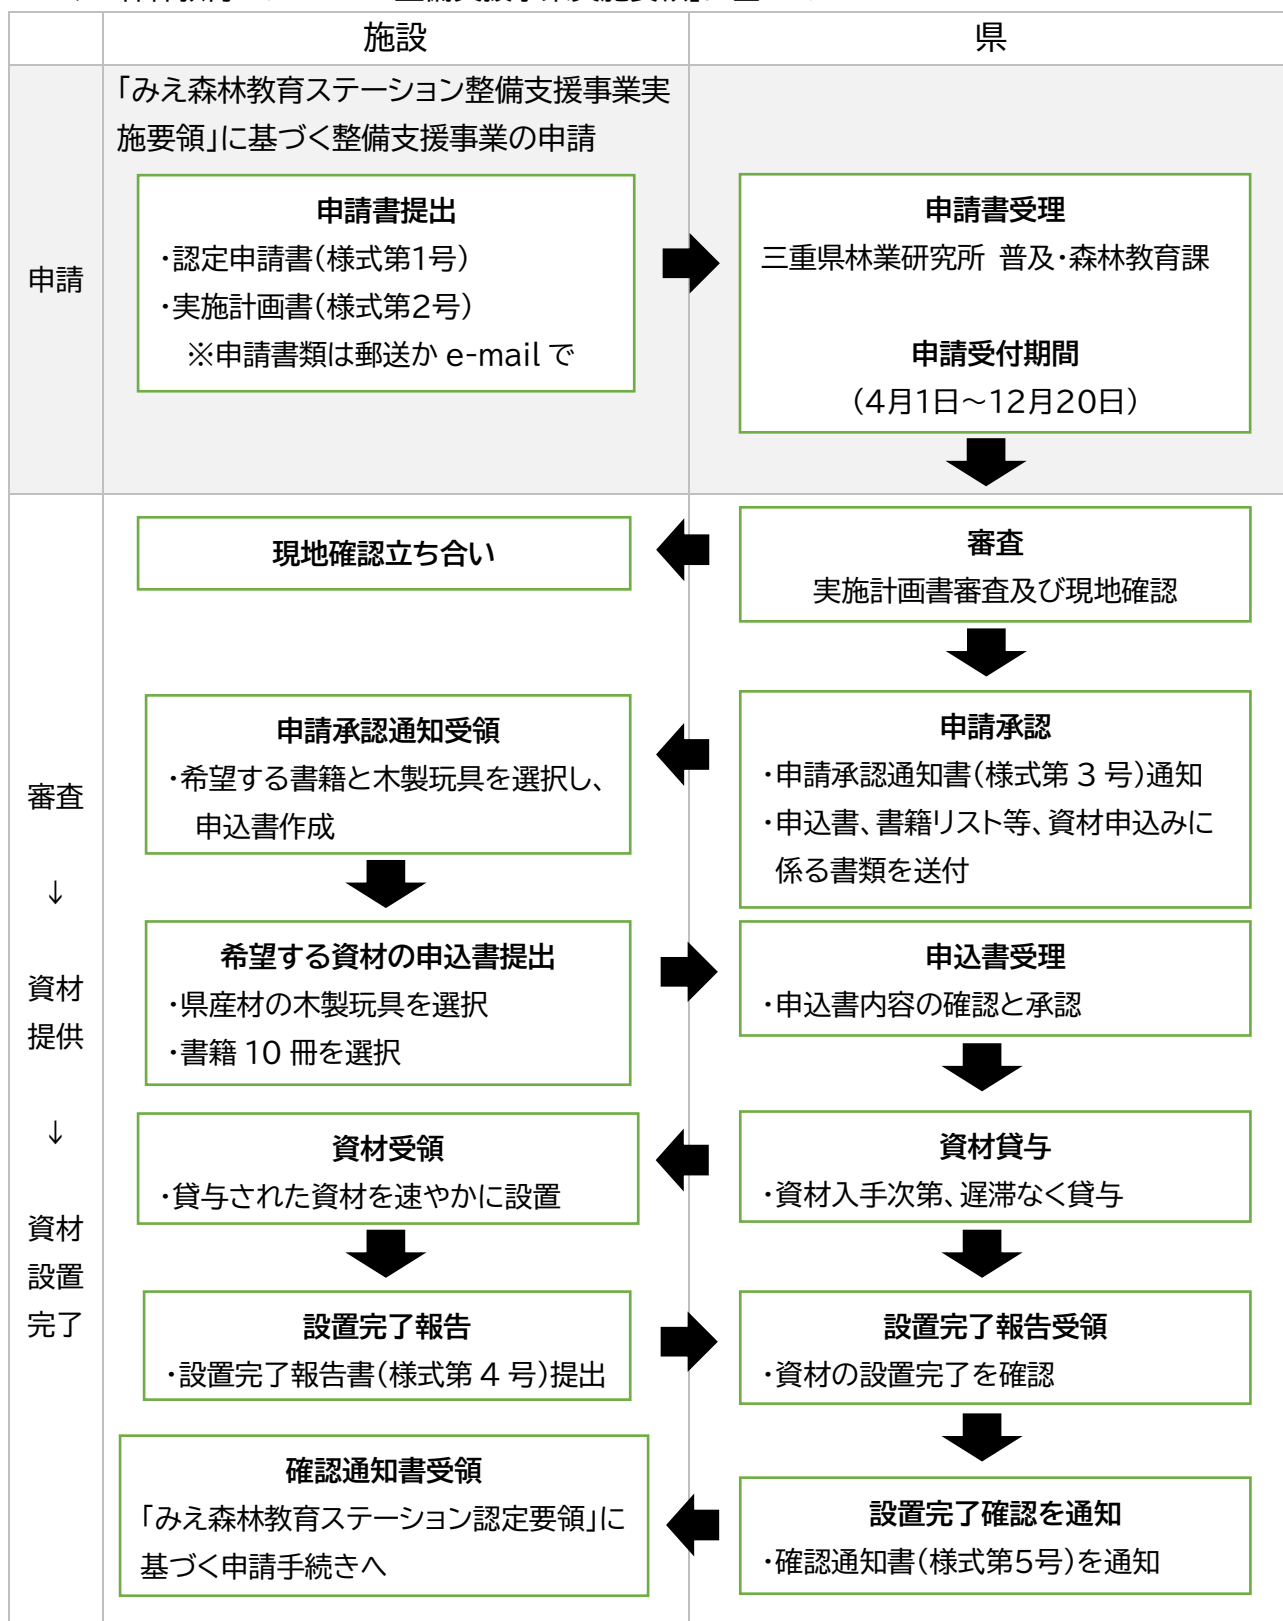 施設
県
申請
「みえ森林教育ステーション整備支援事業実
施要領」に基づく整備支援事業の申請
申請書提出
・認定申請書(様式第1号)
・実施計画書(様式第2号)
※申請書類は郵送か e-mail で
申請書受理
三重県林業研究所 普及・森林教育課
申請受付期間
(4月1日～12月20日)
審査
↓
資材
提供
↓
資材
設置
完了
審査
実施計画書審査及び現地確認
現地確認立ち合い
申請承認
・申請承認通知書(様式第 3 号)通知
・申込書、書籍リスト等、資材申込みに
係る書類を送付
申請承認通知受領
・希望する書籍と木製玩具を選択し、
申込書作成
希望する資材の申込書提出
・県産材の木製玩具を選択
・書籍 10 冊を選択
申込書受理
・申込書内容の確認と承認
資材貸与
・資材入手次第、遅滞なく貸与
資材受領
・貸与された資材を速やかに設置
設置完了報告
・設置完了報告書(様式第 4 号)提出
設置完了報告受領
・資材の設置完了を確認
設置完了確認を通知
・確認通知書(様式第5号)を通知
確認通知書受領
「みえ森林教育ステーション認定要領」に
基づく申請手続きへ